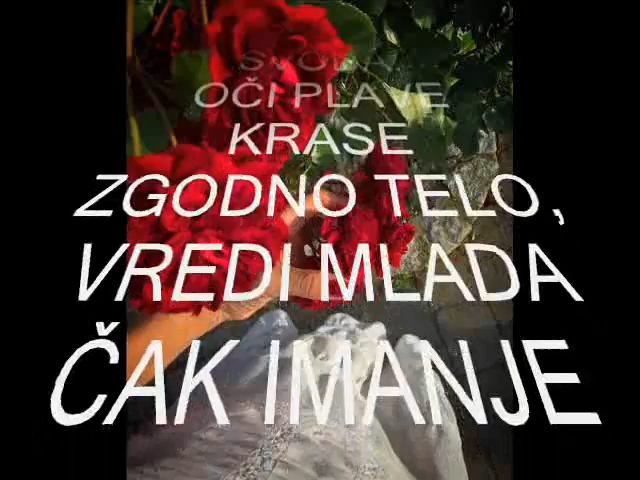 OČI PLAVE
KRASE
ZGODNO TELO,
VREDI MLADA
ČAK IMANJE